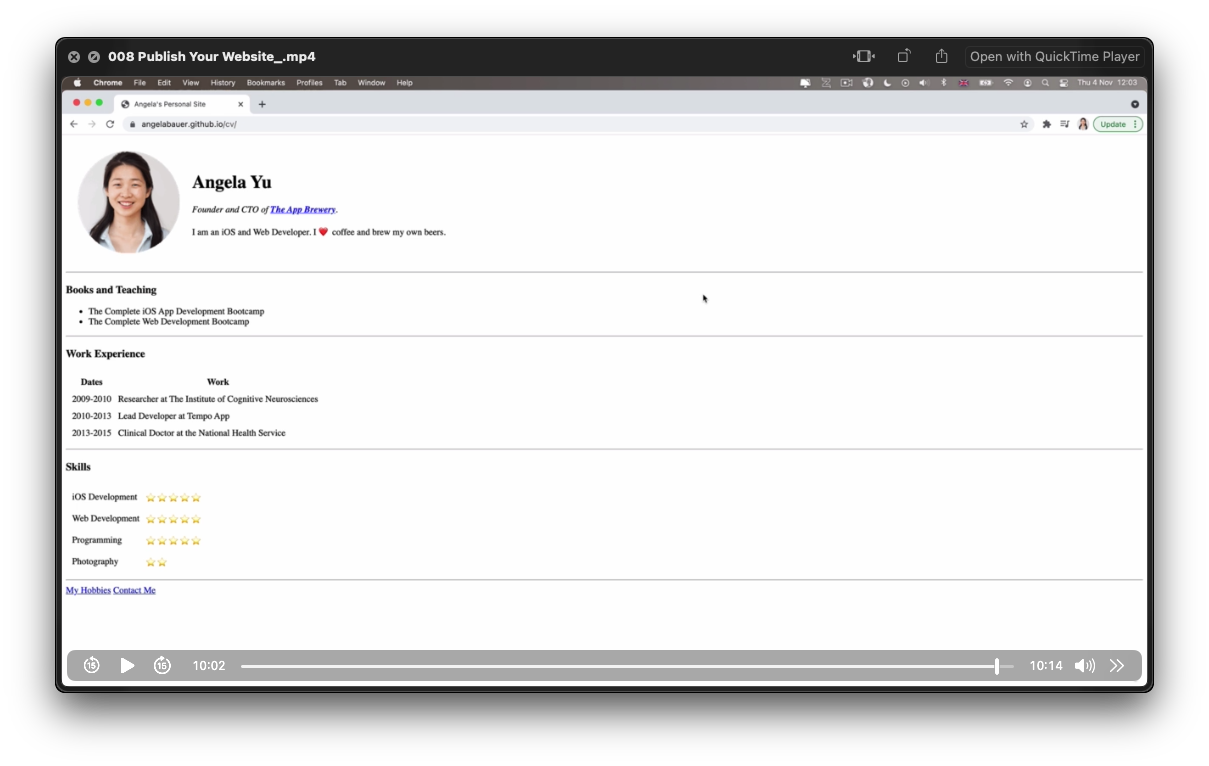 008 Publish Your Website_.mp4
Open with QuickTime Player
Chrome File Edit View History Bookmarks Profiles Tab Window Help
Thu 4 Nov 12:03
Angela's Personal Site
angelabauer.github.io/cv/
Update
Angela Yu
Founder and CTO of The App Brewery.
I am an iOS and Web Developer. I ❤️ coffee and brew my own beers.
Books and Teaching
• The Complete iOS App Development Bootcamp
• The Complete Web Development Bootcamp
Work Experience
Dates Work
2009-2010 Researcher at The Institute of Cognitive Neurosciences
2010-2013 Lead Developer at Tempo App
2013-2015 Clinical Doctor at the National Health Service
Skills
iOS Development ⭐⭐⭐⭐⭐
Web Development ⭐⭐⭐⭐⭐
Programming ⭐⭐⭐⭐⭐
Photography ⭐⭐
My Hobbies Contact Me
15 15 10:02 10:14